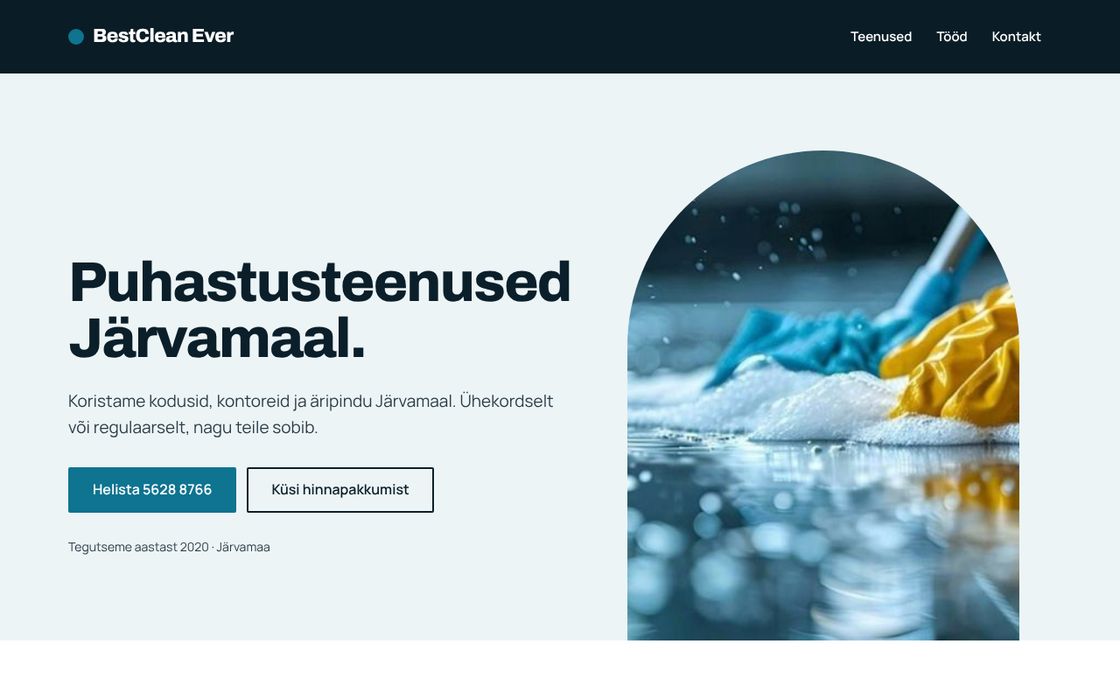 BestClean Ever
Teenused
Tööd
Kontakt
Puhastusteenused
Järvamaal.
Koristame kodusid, kontoreid ja äripindu Järvamaal. Ühekordselt
või regulaarselt, nagu teile sobib.
Helista 5628 8766
Küsi hinnapakkumist
Tegutseme aastast 2020 · Järvamaa